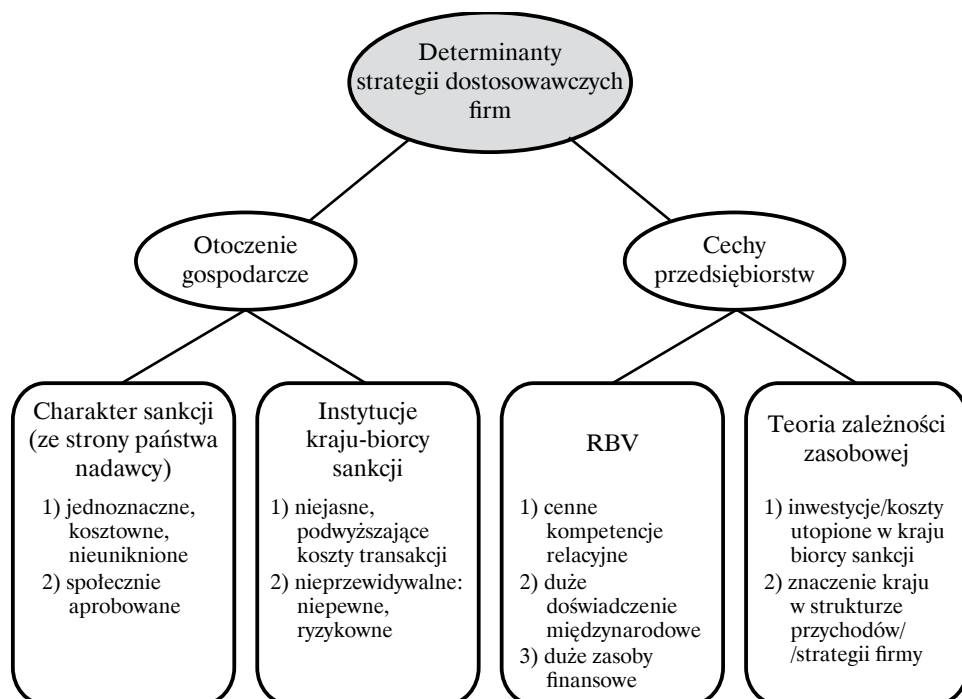 Determinanty
strategii dostosowawczych
firm
Otoczenie
gospodarcze
Cechy
przedsiębiorstw
Charakter sankcji
(ze strony państwa
nadawcy)
1) jednoznaczne,
kosztowne,
nieuniknione
2) społecznie
aprobowane
Instytucje
kraju-biorcy
sankcji
1) niejasne,
podwyższające
koszty transakcji
2) nieprzewidywalne:
niepewne,
ryzykowne
RBV
1) cenne
kompetencje
relacyjne
2) duże
doświadczenie
międzynarodowe
3) duże zasoby
finansowe
Teoria zależności
zasobowej
1) inwestycje/koszty
utopione w kraju
biorcy sankcji
2) znaczenie kraju
w strukturze
przychodów/
/strategii firmy